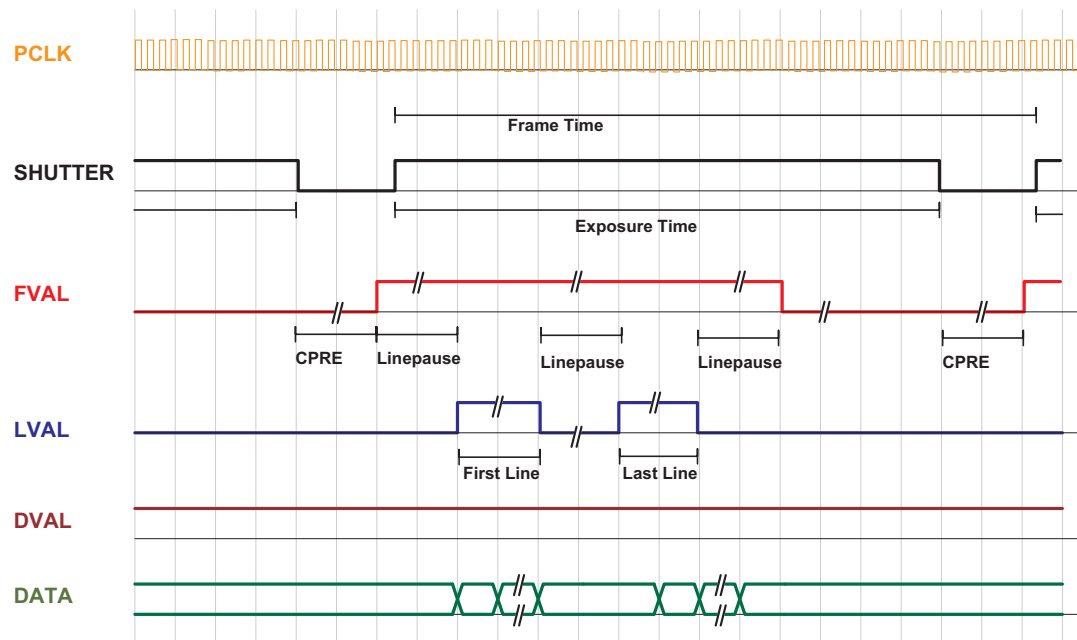 PCLK
Frame Time
SHUTTER
Exposure Time
FVAL
CPRE Linepause Linepause Linepause CPRE
LVAL
First Line Last Line
DVAL
DATA